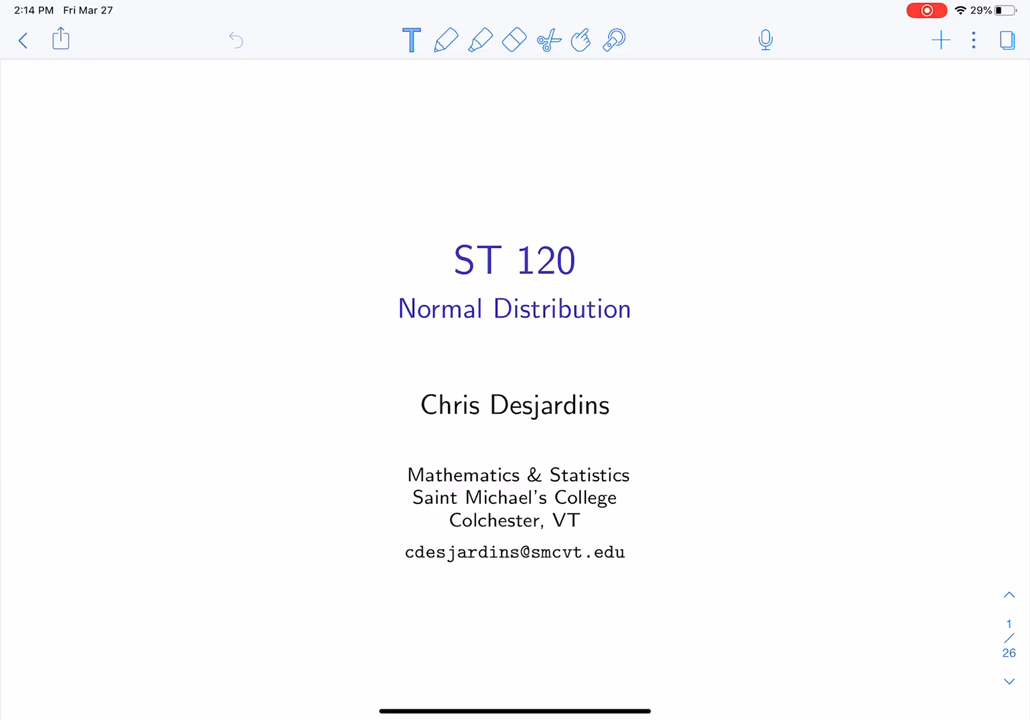 2:14 PM Fri Mar 27
29%
T
ST 120
Normal Distribution
Chris Desjardins
Mathematics & Statistics
Saint Michael's College
Colchester, VT
cdesjardins@smcvt.edu
1
/
26